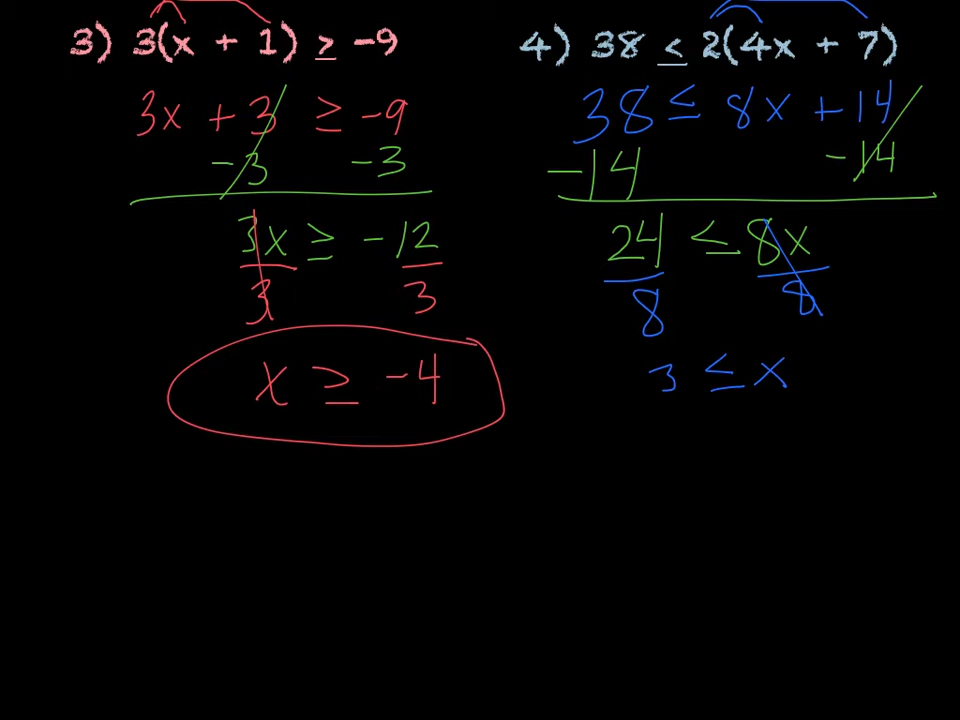 3) 3(x + 1) ≥ -9
3x + 3 ≥ -9
-3 -3
3x ≥ -12
3 3
x ≥ -4
4) 38 ≤ 2(4x + 7)
38 ≤ 8x + 14
-14 -14
24 ≤ 8x
8 8
3 ≤ x